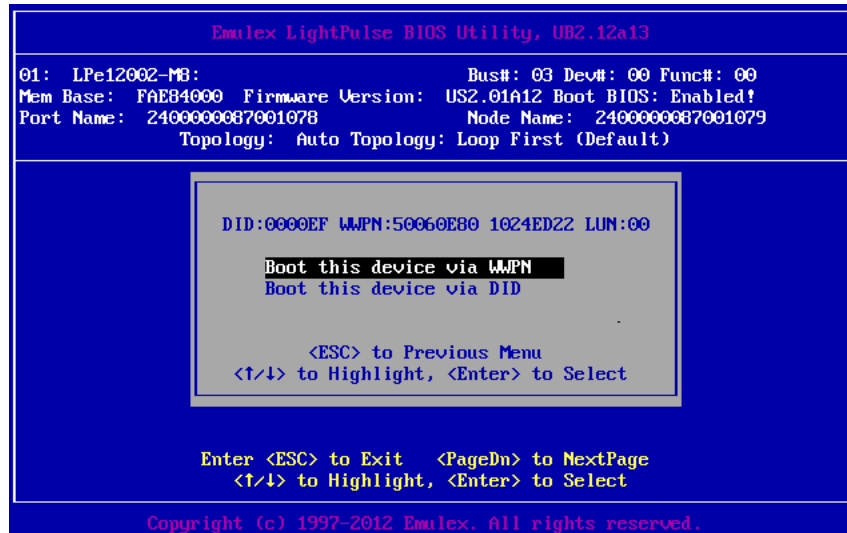 Emulex LightPulse BIOS Utility, UB2.12a13
01: LPe12002-M8: Bus#: 03 Dev#: 00 Func#: 00
Mem Base: FAE84000 Firmware Version: US2.01A12 Boot BIOS: Enabled!
Port Name: 2400000087001078 Node Name: 2400000087001079
Topology: Auto Topology: Loop First (Default)
DID:0000EF WWPN:50060E80 1024ED22 LUN:00
Boot this device via WWPN
Boot this device via DID
<ESC> to Previous Menu
<↑/↓> to Highlight, <Enter> to Select
Enter <ESC> to Exit <PageDn> to NextPage
<↑/↓> to Highlight, <Enter> to Select
Copyright (c) 1997-2012 Emulex. All rights reserved.